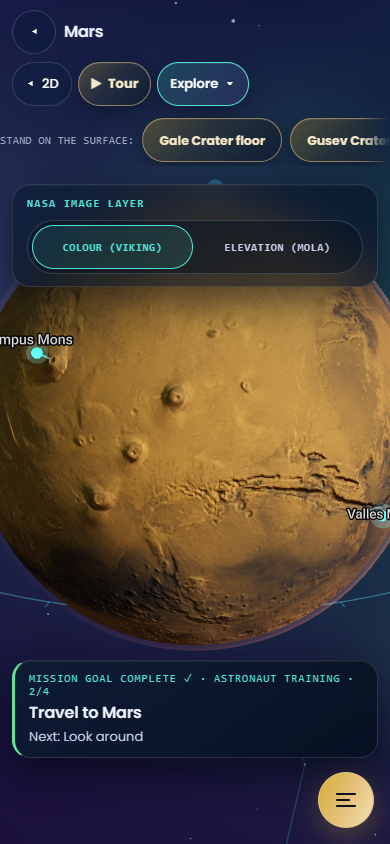 Mars
2D
Tour
Explore
STAND ON THE SURFACE:
Gale Crater floor
Gusev Crate
NASA IMAGE LAYER
COLOUR (VIKING)
ELEVATION (MOLA)
mpus Mons
Valles
MISSION GOAL COMPLETE ✓ · ASTRONAUT TRAINING ·
2/4
Travel to Mars
Next: Look around